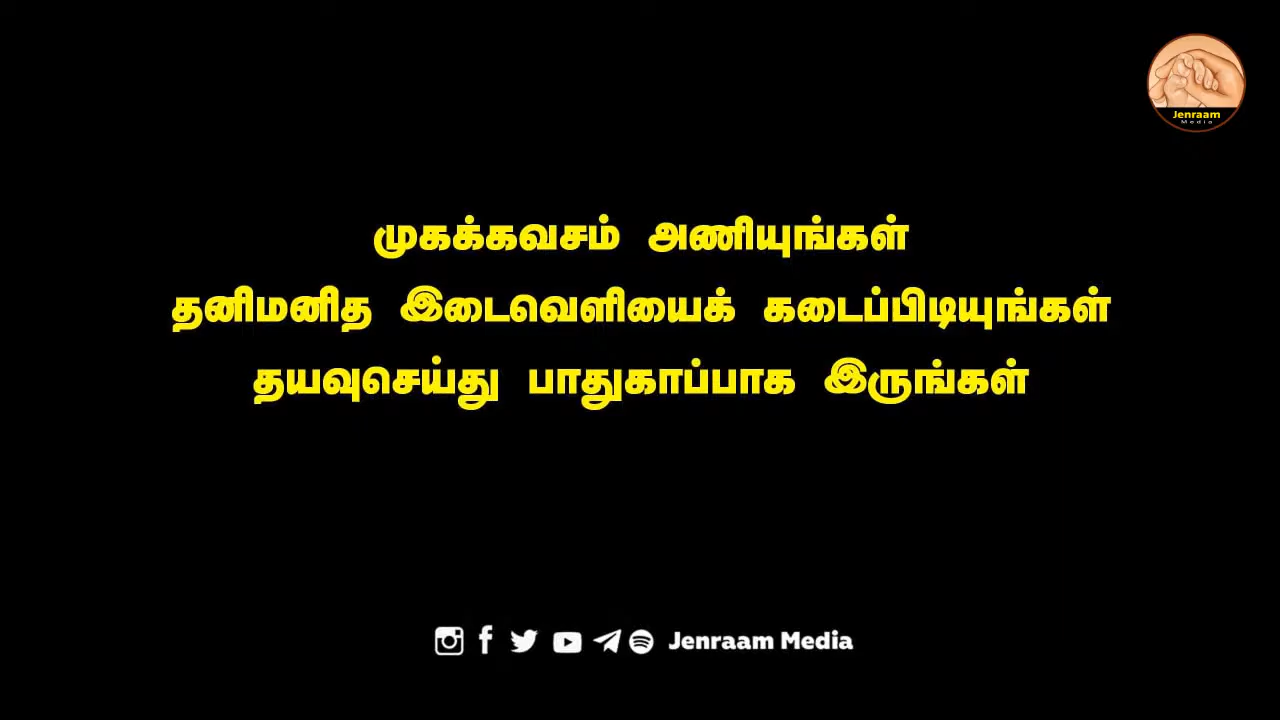 Jenraam
Media
முகக்கவசம் அணியுங்கள்
தனிமனித இடைவெளியைக் கடைப்பிடியுங்கள்
தயவுசெய்து பாதுகாப்பாக இருங்கள்
Jenraam Media